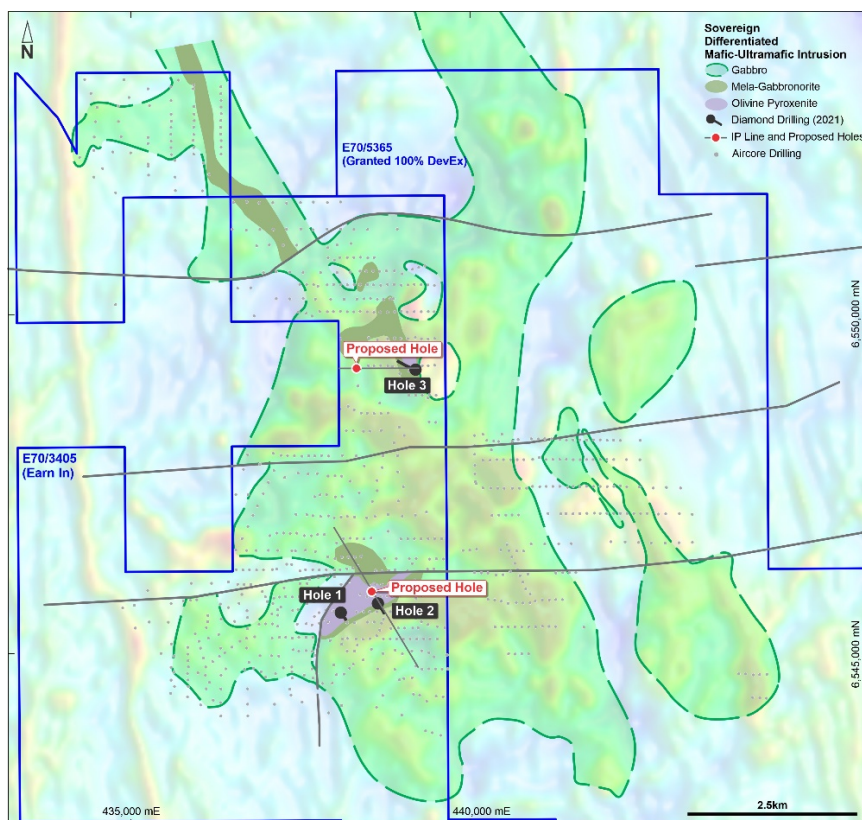 N
Sovereign
Differentiated
Mafic-Ultramafic Intrusion
Gabbro
Mela-Gabbronorite
Olivine Pyroxenite
Diamond Drilling (2021)
IP Line and Proposed Holes
Aircore Drilling
E70/5365
(Granted 100% DevEx)
6,550,000 mN
Proposed Hole
Hole 3
E70/3405
(Earn In)
Proposed Hole
Hole 1
Hole 2
6,545,000 mN
435,000 mE
440,000 mE
2.5km